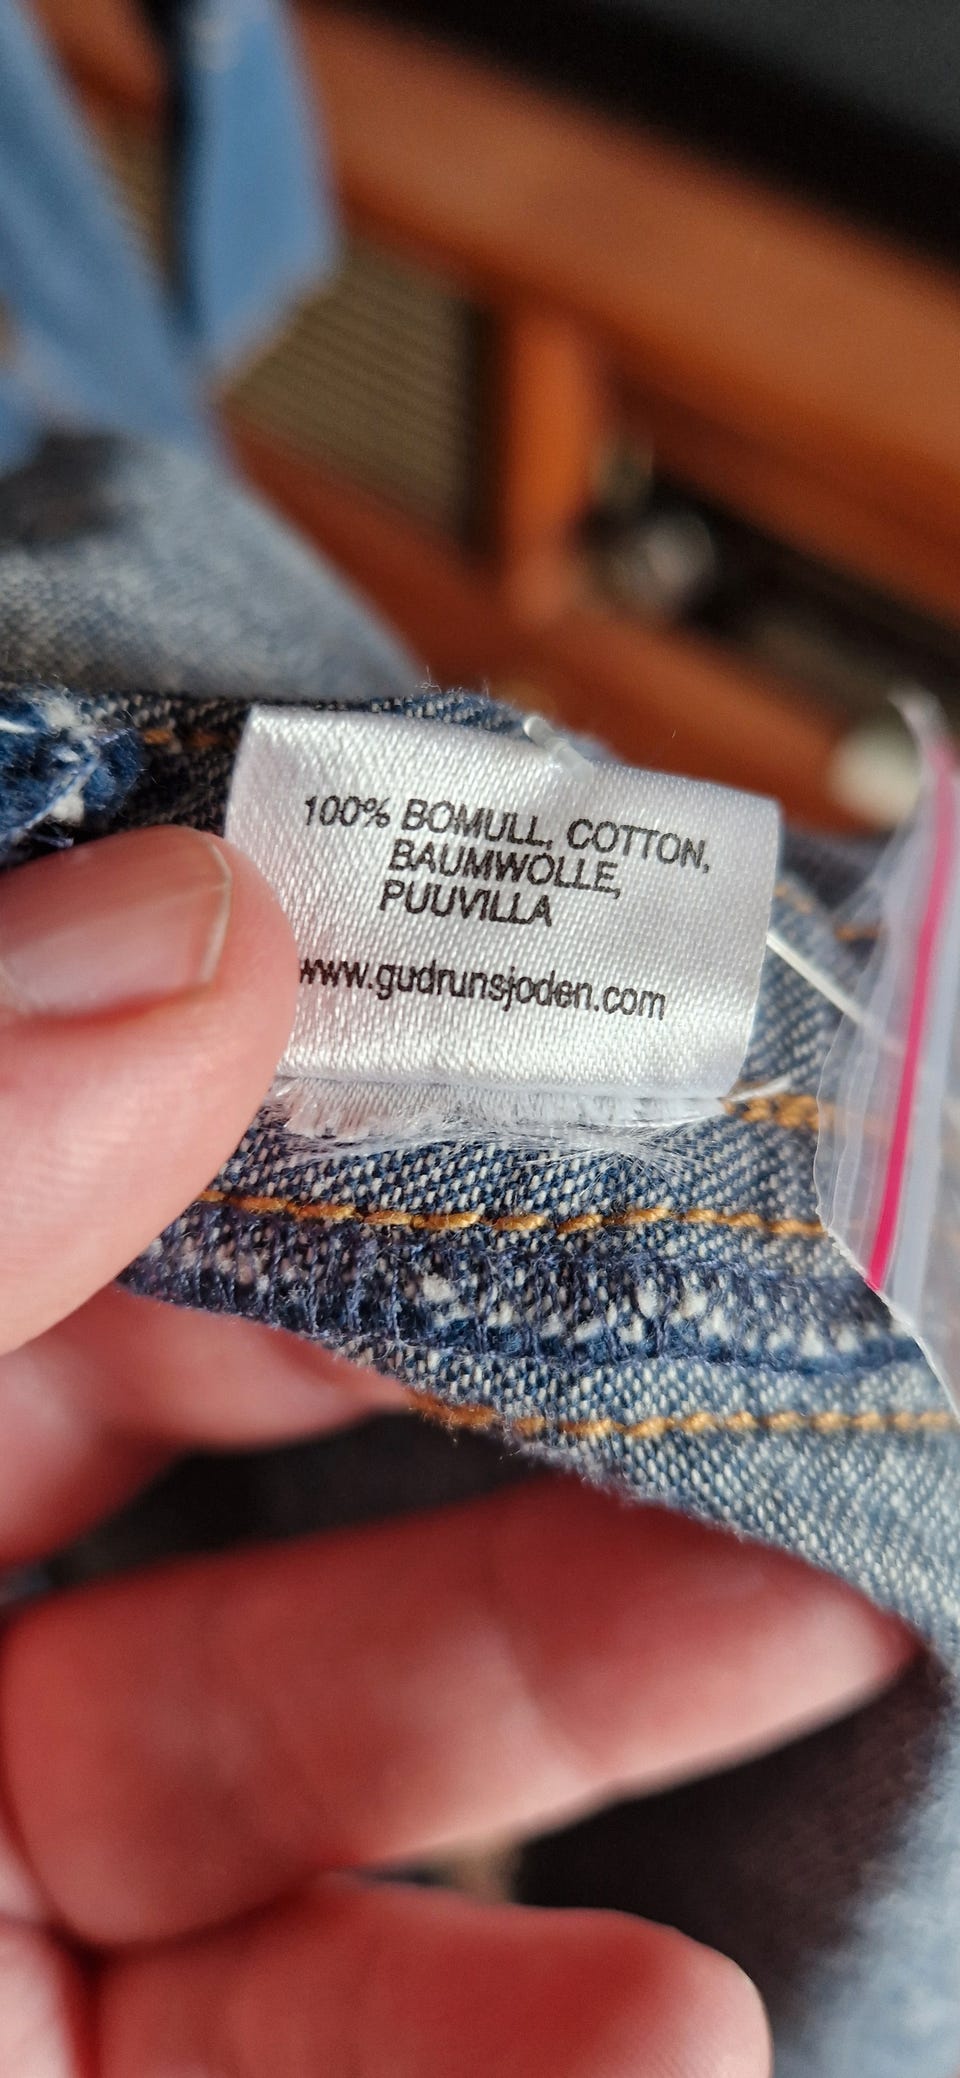 100% BOMULL, COTTON,
BAUMWOLLE,
PUUVILLA
www.gudrunsjoden.com